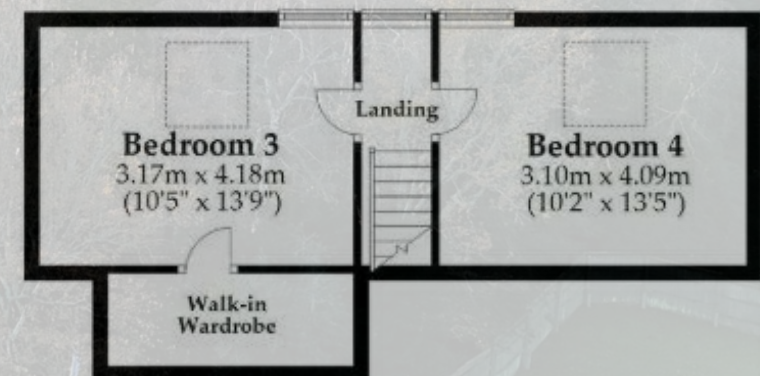 Landing
Bedroom 3
3.17m x 4.18m
(10'5" x 13'9")
Bedroom 4
3.10m x 4.09m
(10'2" x 13'5")
Walk-in
Wardrobe